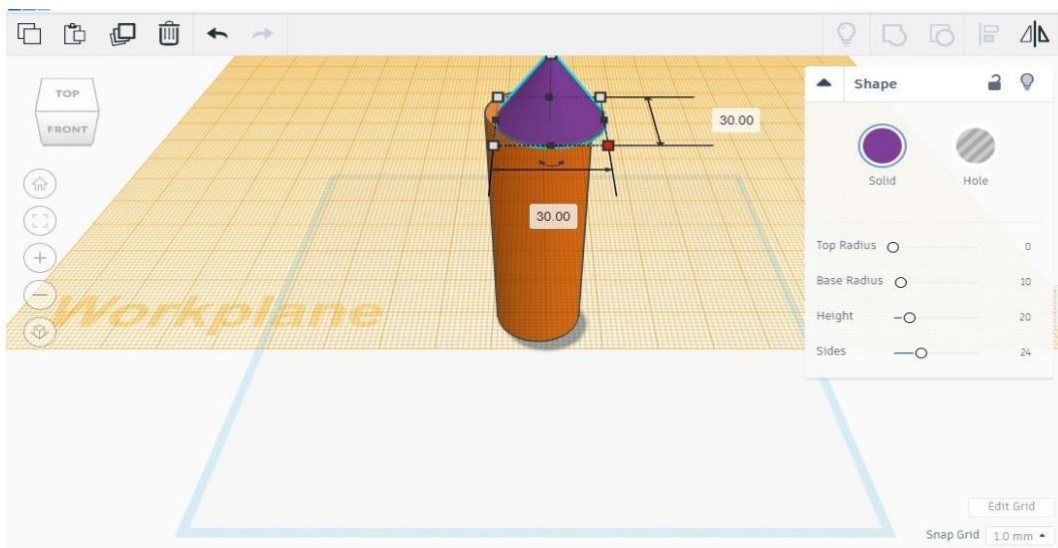 TOP
FRONT
Workplane
30.00
30.00
Shape
Solid
Hole
Top Radius 0
Base Radius 10
Height 20
Sides 24
Edit Grid
Snap Grid 1.0 mm